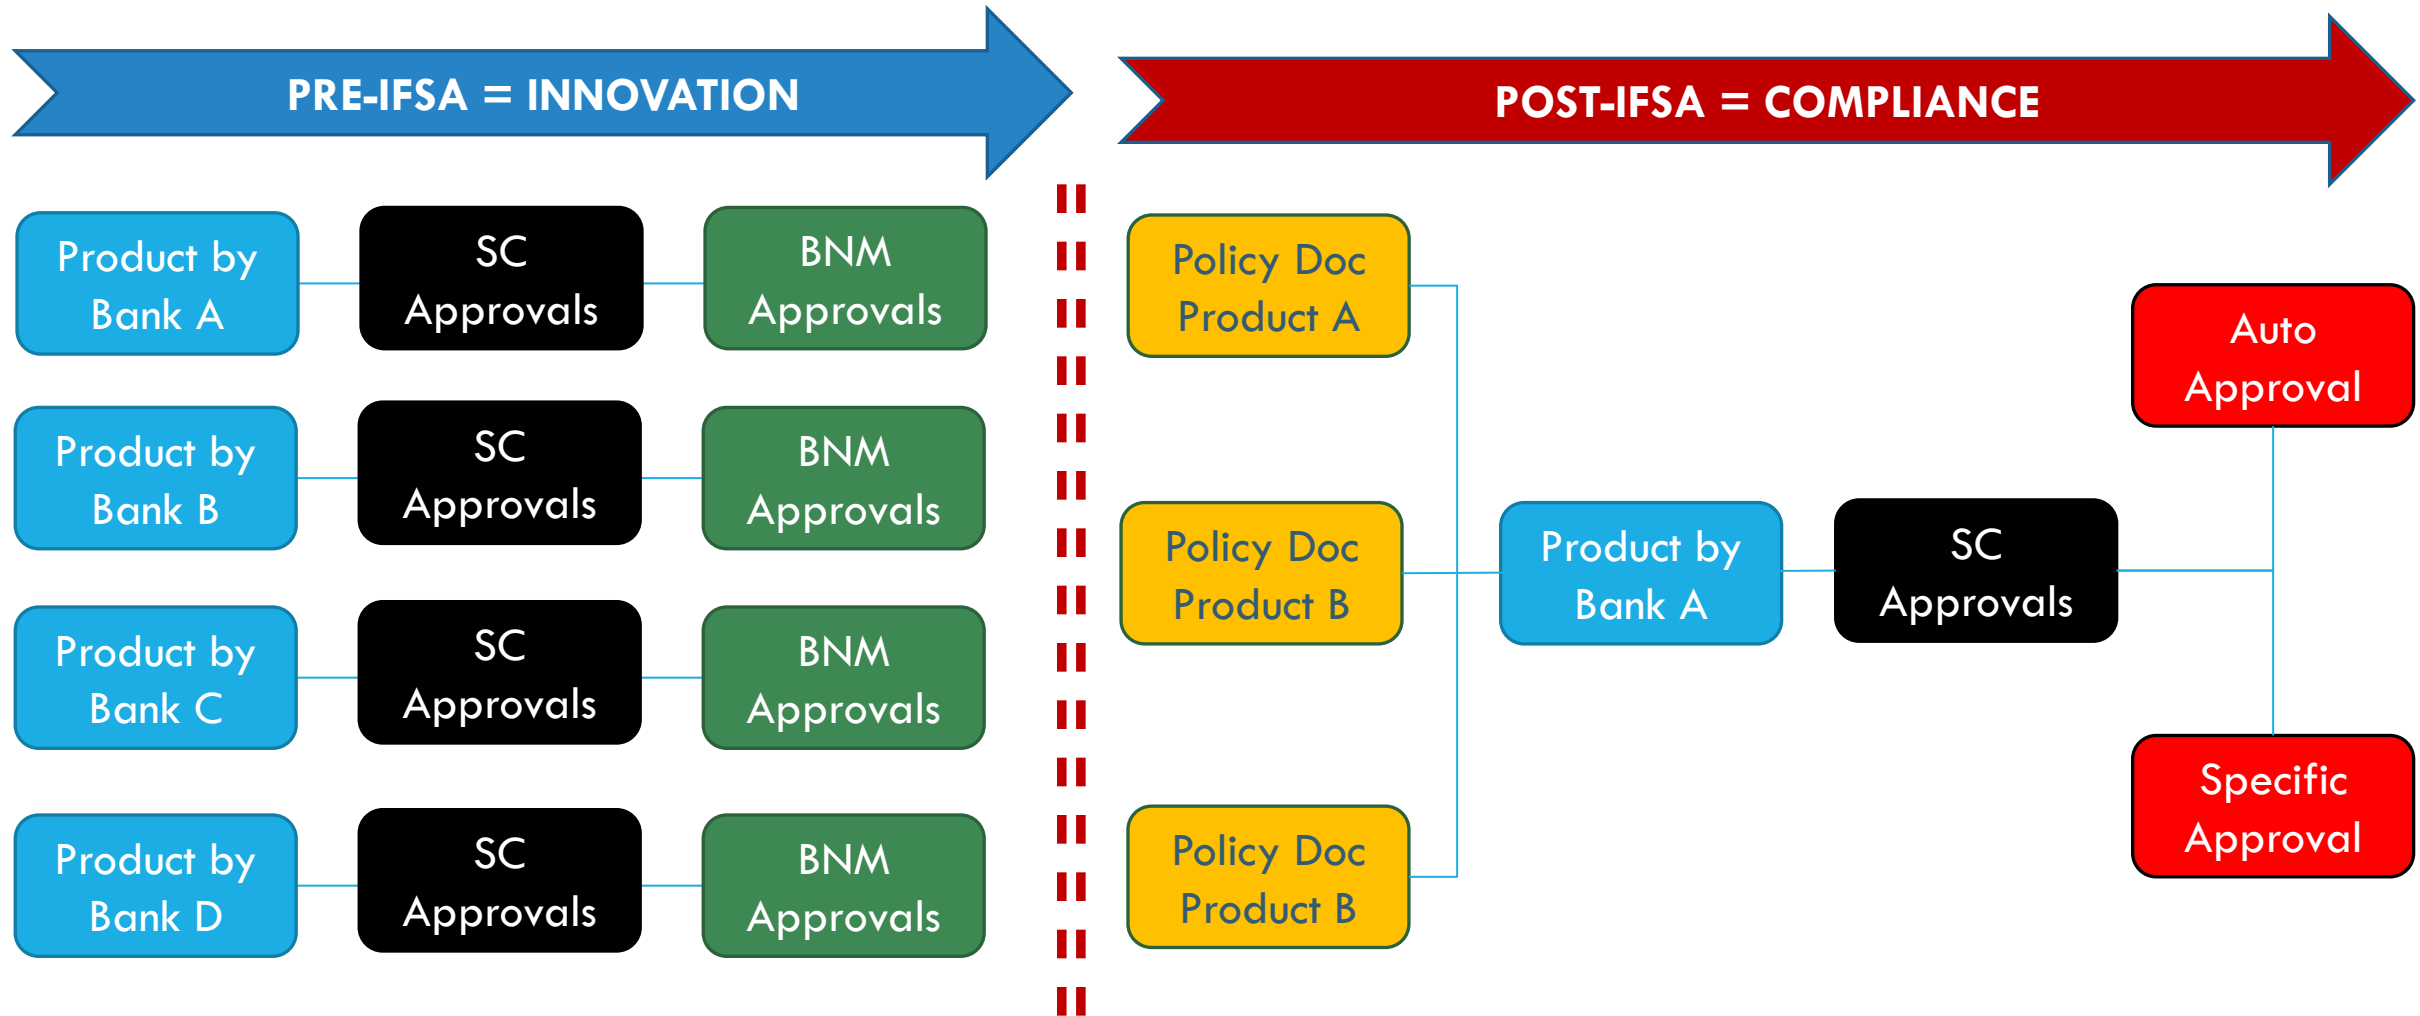 PRE-IFSA = INNOVATION
POST-IFSA = COMPLIANCE
Product by
Bank A
SC
Approvals
BNM
Approvals
Product by
Bank B
SC
Approvals
BNM
Approvals
Product by
Bank C
SC
Approvals
BNM
Approvals
Product by
Bank D
SC
Approvals
BNM
Approvals
Policy Doc
Product A
Policy Doc
Product B
Policy Doc
Product B
Product by
Bank A
SC
Approvals
Auto
Approval
Specific
Approval